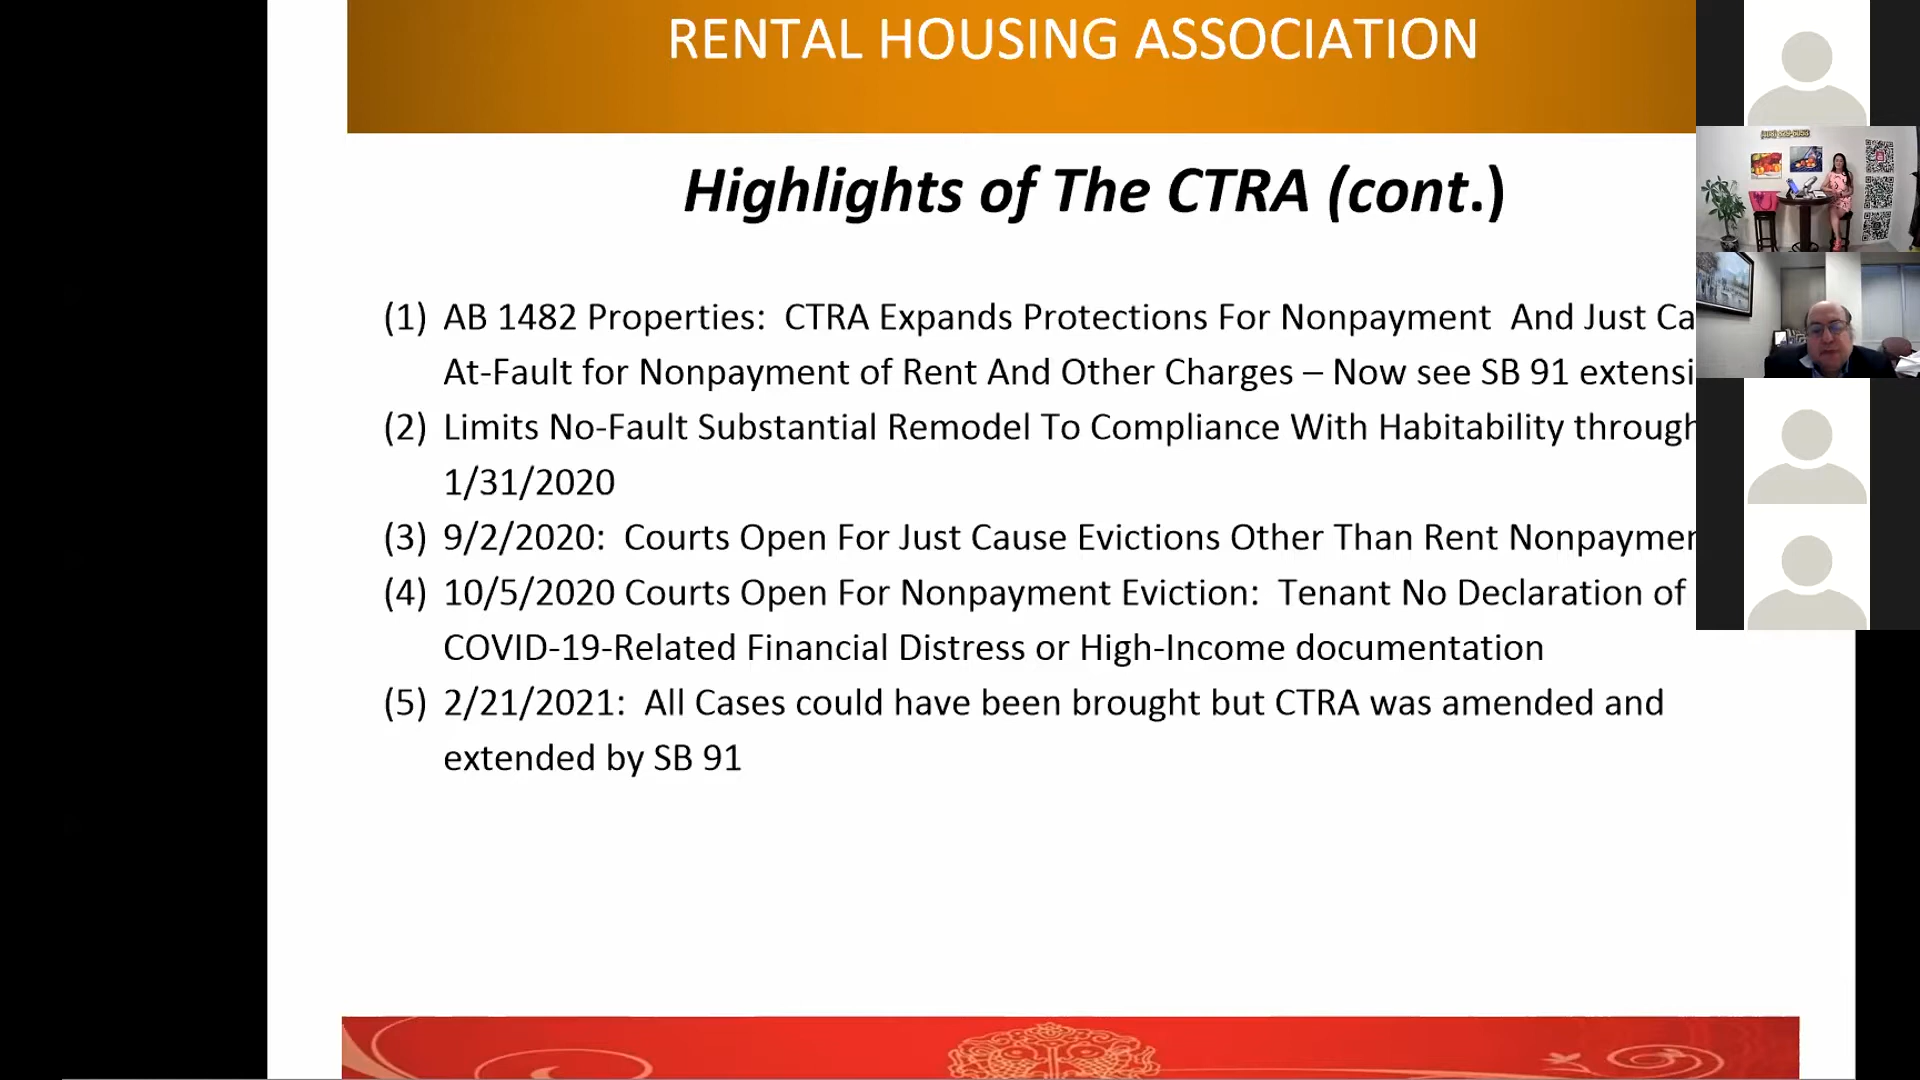 RENTAL HOUSING ASSOCIATION
Highlights of The CTRA (cont.)
(1) AB 1482 Properties: CTRA Expands Protections For Nonpayment And Just
At-Fault for Nonpayment of Rent And Other Charges – Now see SB 91
(2) Limits No-Fault Substantial Remodel To Compliance With Habitability through
1/31/2020
(3) 9/2/2020: Courts Open For Just Cause Evictions Other Than Rent
(4) 10/5/2020 Courts Open For Nonpayment Eviction: Tenant No Declaration of
COVID-19-Related Financial Distress or High-Income documentation
(5) 2/21/2021: All Cases could have been brought but CTRA was amended and
extended by SB 91